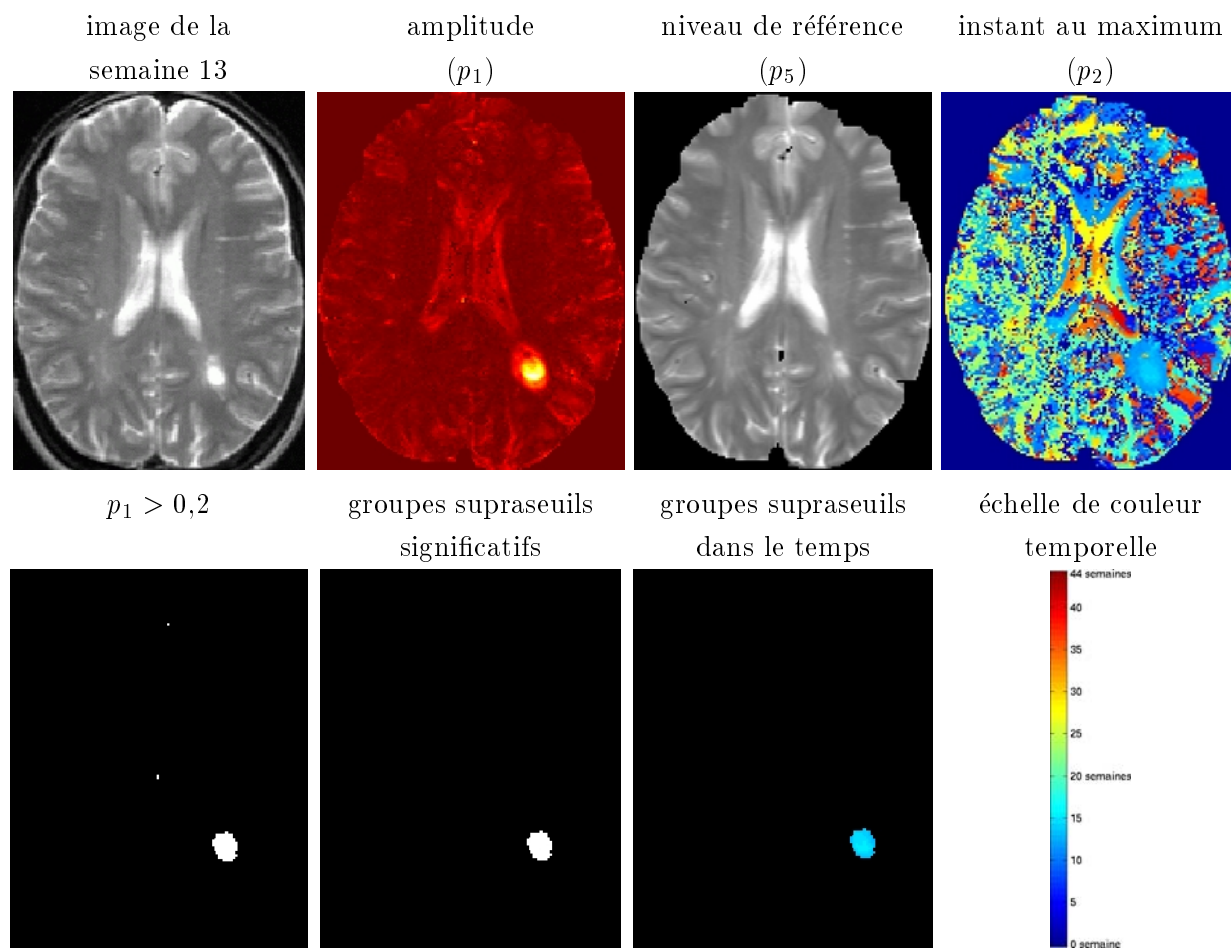 image de la
semaine 13
amplitude
(p₁)
niveau de référence
(p₅)
instant au maximum
(p₂)
p₁ > 0,2
groupes supraseuils
significatifs
groupes supraseuils
dans le temps
échelle de couleur
temporelle
44 semaines
40
35
30
25
20 semaines
15
10
5
0 semaine